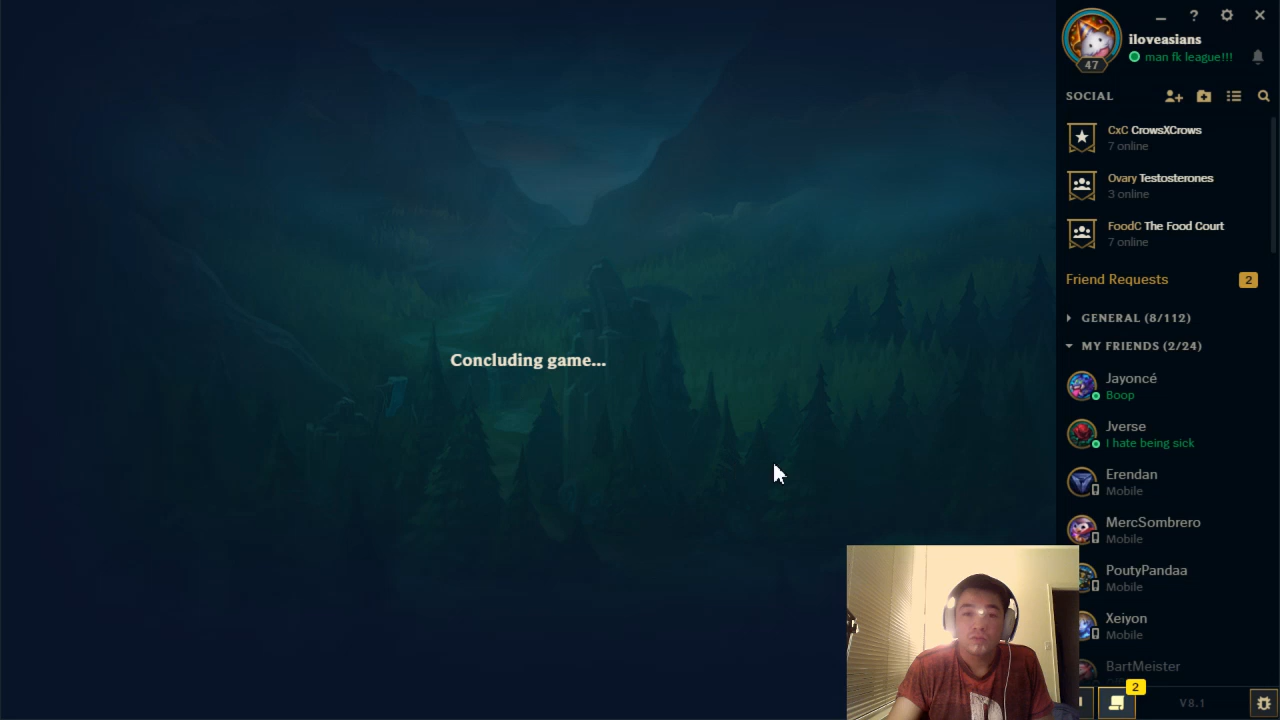 ?
iloveasians
man fk league!!!
47
SOCIAL
CxC CrowsXCrows
7 online
Ovary Testosterones
3 online
FoodC The Food Court
7 online
Friend Requests
2
GENERAL (8/112)
MY FRIENDS (2/24)
Jayoncé
Boop
Jverse
I hate being sick
Erendan
Mobile
MercSombrero
Mobile
PoutyPandaa
Mobile
Xeiyon
Mobile
BartMeister
2
V8.1
Concluding game...